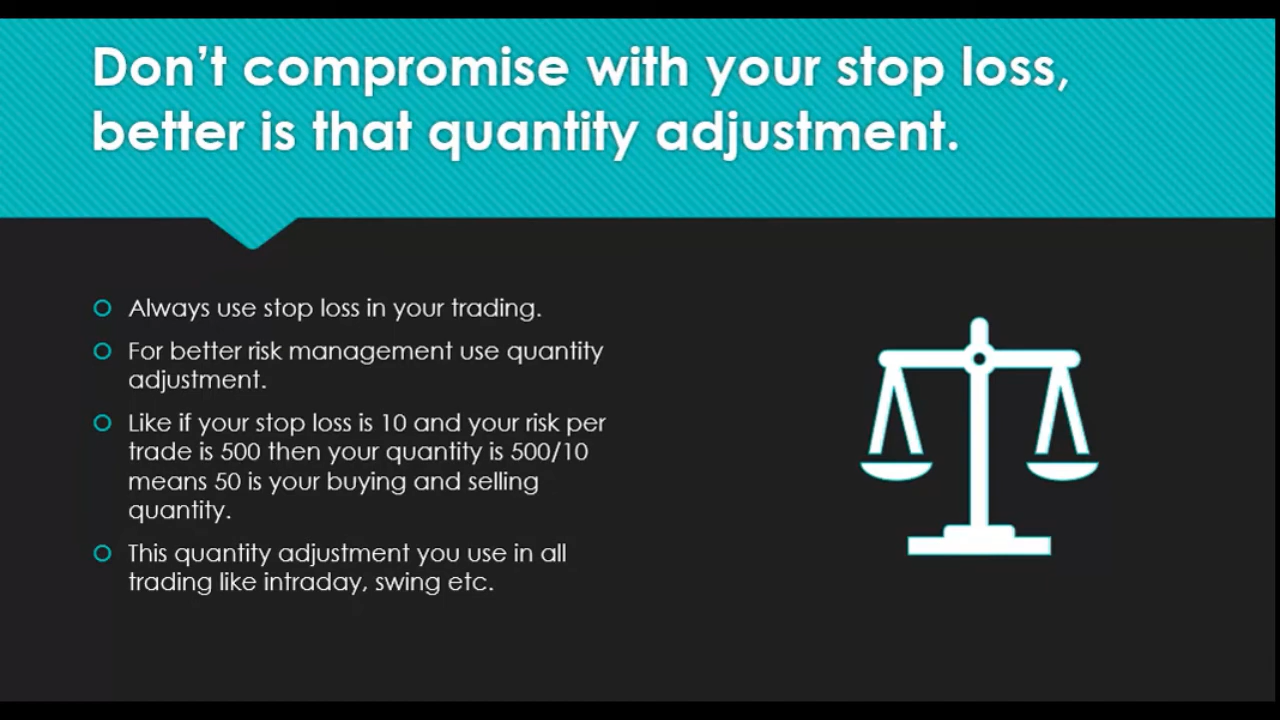 Don’t compromise with your stop loss,
better is that quantity adjustment.
Always use stop loss in your trading.
For better risk management use quantity
adjustment.
Like if your stop loss is 10 and your risk per
trade is 500 then your quantity is 500/10
means 50 is your buying and selling
quantity.
This quantity adjustment you use in all
trading like intraday, swing etc.